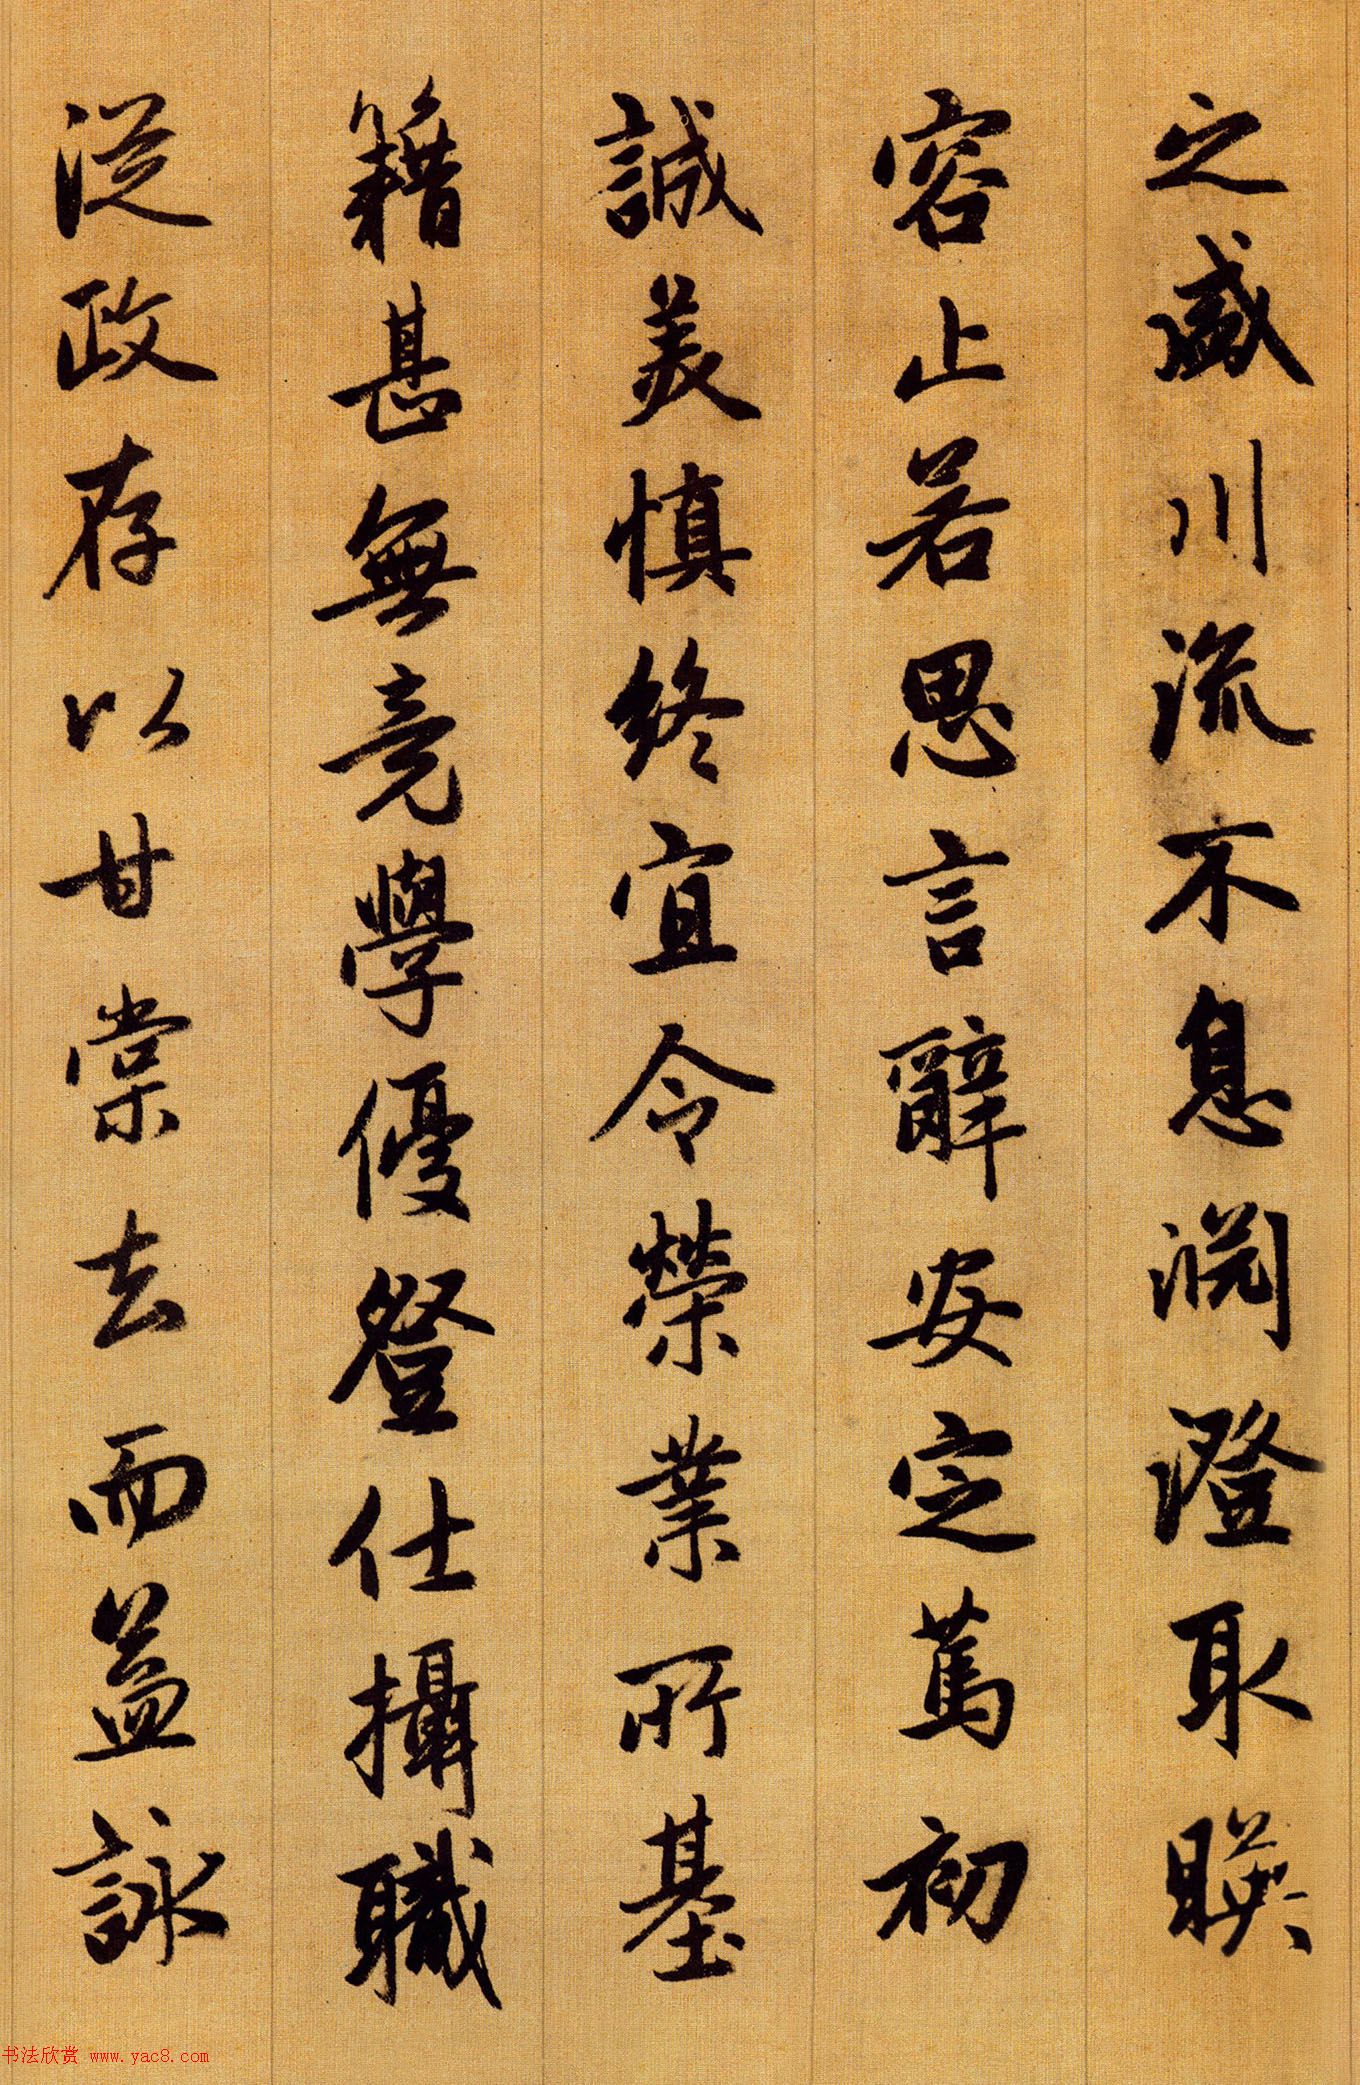 之盛川流不息渊澄取暎
容止若思言辭安定篤初
誠美慎終宜令榮業所基
籍甚無竟學優登仕攝職
從政存以甘棠去而益詠
书法欣赏 www.yac8.com